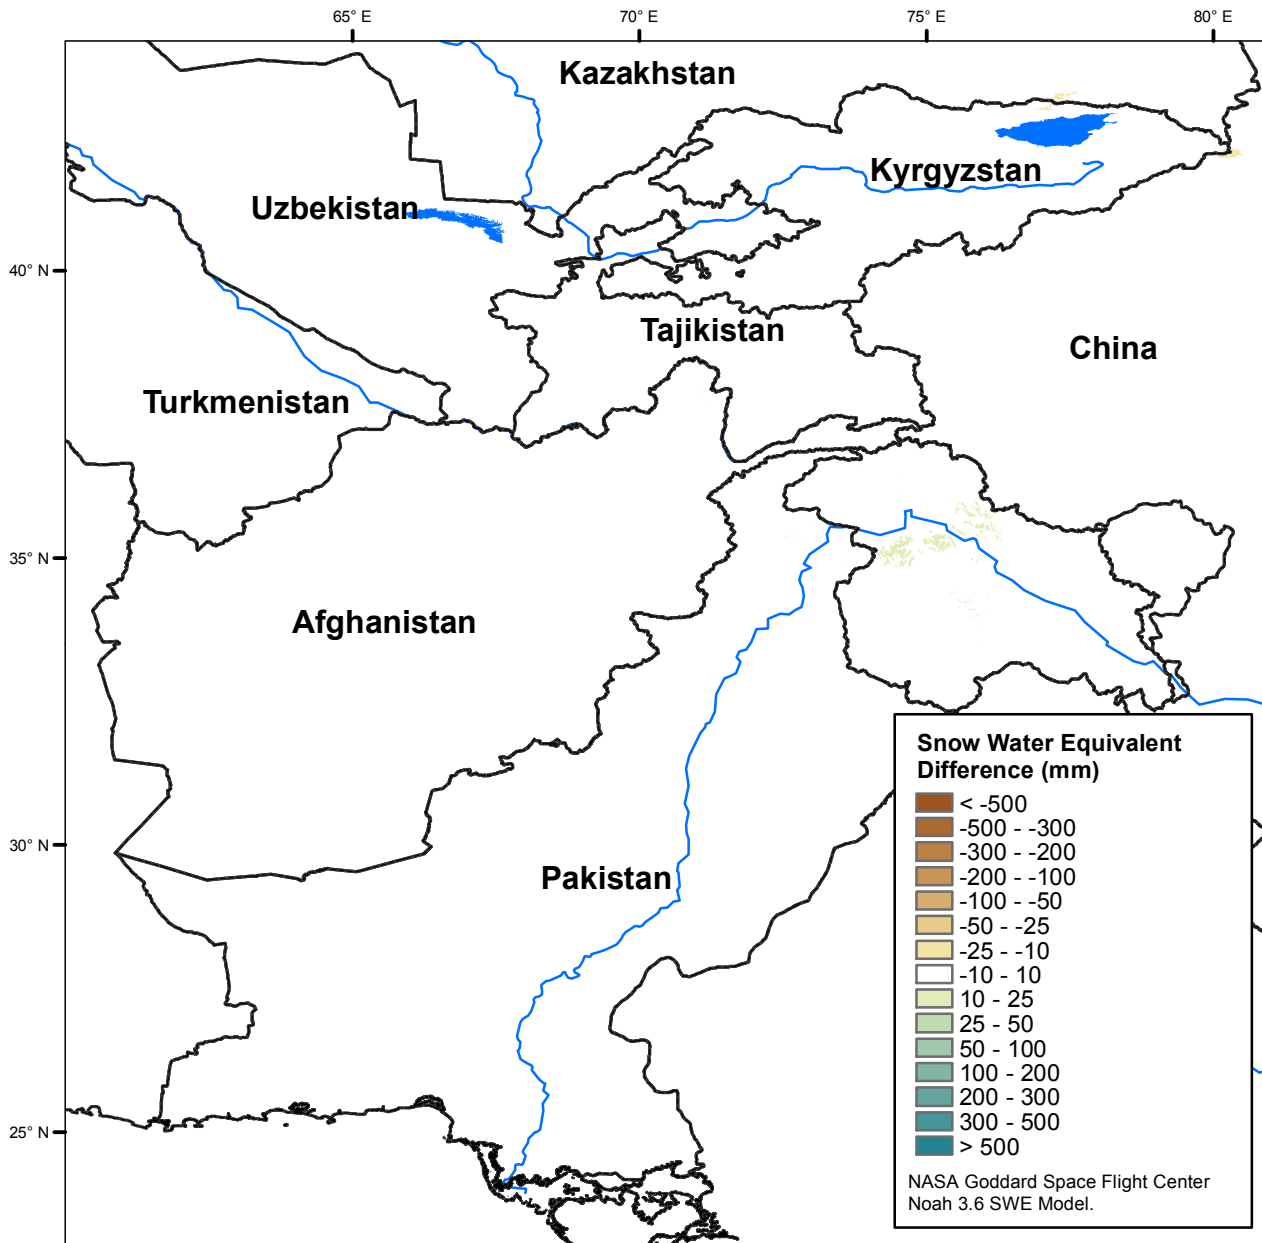 65° E
70° E
75° E
80° E
Kazakhstan
Kyrgyzstan
Uzbekistan
40° N
Tajikistan
China
Turkmenistan
35° N
Afghanistan
30° N
Pakistan
25° N
Snow Water Equivalent
Difference (mm)
< -500
-500 - -300
-300 - -200
-200 - -100
-100 - -50
-50 - -25
-25 - -10
-10 - 10
10 - 25
25 - 50
50 - 100
100 - 200
200 - 300
300 - 500
> 500
NASA Goddard Space Flight Center
Noah 3.6 SWE Model.